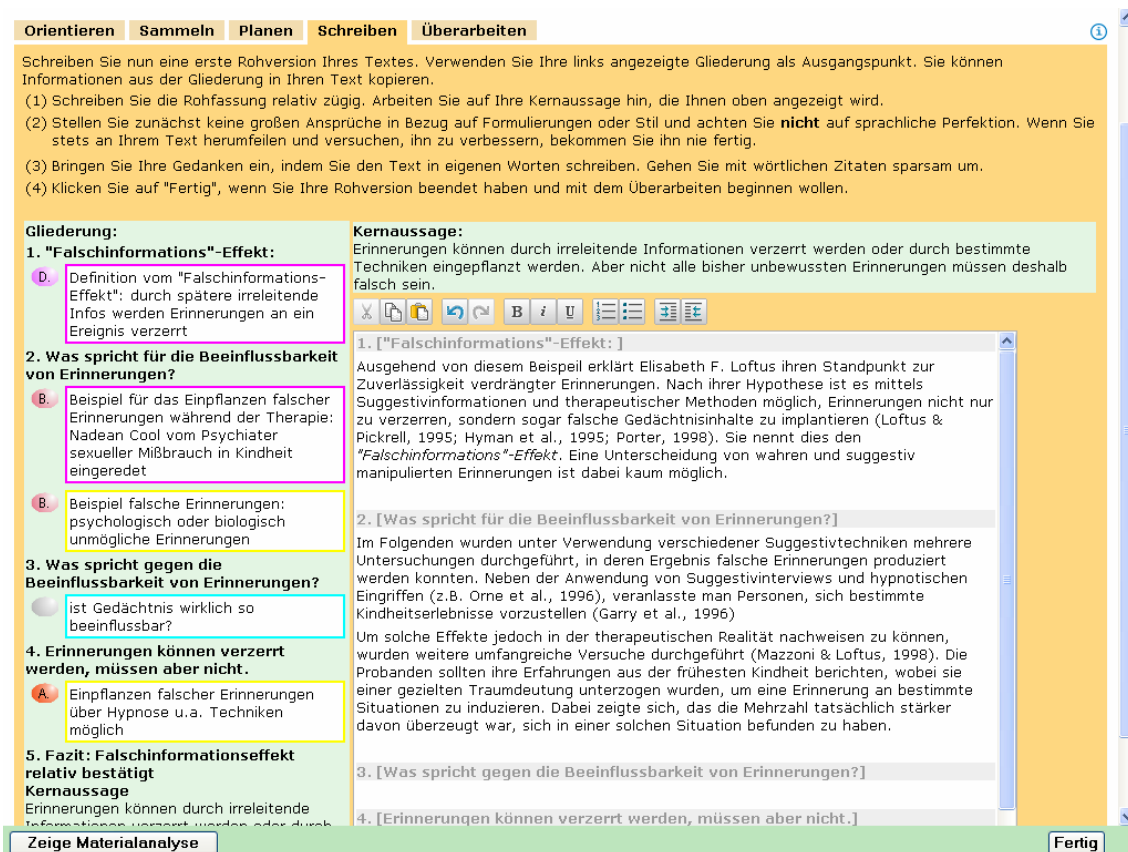 Orientieren Sammeln Planen Schreiben Überarbeiten
Schreiben Sie nun eine erste Rohversion Ihres Textes. Verwenden Sie Ihre links angezeigte Gliederung als Ausgangspunkt. Sie können
Informationen aus der Gliederung in Ihren Text kopieren.
(1) Schreiben Sie die Rohfassung relativ zügig. Arbeiten Sie auf Ihre Kernaussage hin, die Ihnen oben angezeigt wird.
(2) Stellen Sie zunächst keine großen Ansprüche in Bezug auf Formulierungen oder Stil und achten Sie nicht auf sprachliche Perfektion. Wenn Sie
stets an Ihrem Text herumfeilen und versuchen, ihn zu verbessern, bekommen Sie ihn nie fertig.
(3) Bringen Sie Ihre Gedanken ein, indem Sie den Text in eigenen Worten schreiben. Gehen Sie mit wörtlichen Zitaten sparsam um.
(4) Klicken Sie auf "Fertig", wenn Sie Ihre Rohversion beendet haben und mit dem Überarbeiten beginnen wollen.
Gliederung:
1. "Falschinformations"-Effekt:
D.
Definition vom "Falschinformations-
Effekt": durch spätere irreleitende
Infos werden Erinnerungen an ein
Ereignis verzerrt
2. Was spricht für die Beeinflussbarkeit
von Erinnerungen?
B.
Beispiel für das Einpflanzen falscher
Erinnerungen während der Therapie:
Nadean Cool vom Psychiater
sexueller Mißbrauch in Kindheit
eingeredet
B.
Beispiel falsche Erinnerungen:
psychologisch oder biologisch
unmögliche Erinnerungen
3. Was spricht gegen die
Beeinflussbarkeit von Erinnerungen?
ist Gedächtnis wirklich so
beeinflussbar?
4. Erinnerungen können verzerrt
werden, müssen aber nicht.
A.
Einpflanzen falscher Erinnerungen
über Hypnose u.a. Techniken
möglich
5. Fazit: Falschinformationseffekt
relativ bestätigt
Kernaussage
Erinnerungen können durch irreleitende
Informationen verzerrt werden oder durch
Kernaussage:
Erinnerungen können durch irreleitende Informationen verzerrt werden oder durch bestimmte
Techniken eingepflanzt werden. Aber nicht alle bisher unbewussten Erinnerungen müssen deshalb
falsch sein.
B i U
1. ["Falschinformations"-Effekt: ]
Ausgehend von diesem Beispeil erklärt Elisabeth F. Loftus ihren Standpunkt zur
Zuverlässigkeit verdrängter Erinnerungen. Nach ihrer Hypothese ist es mittels
Suggestivinformationen und therapeutischer Methoden möglich, Erinnerungen nicht nur
zu verzerren, sondern sogar falsche Gedächtnisinhalte zu implantieren (Loftus &
Pickrell, 1995; Hyman et al., 1995; Porter, 1998). Sie nennt dies den
"Falschinformations"-Effekt. Eine Unterscheidung von wahren und suggestiv
manipulierten Erinnerungen ist dabei kaum möglich.
2. [Was spricht für die Beeinflussbarkeit von Erinnerungen?]
Im Folgenden wurden unter Verwendung verschiedener Suggestivtechniken mehrere
Untersuchungen durchgeführt, in deren Ergebnis falsche Erinnerungen produziert
werden konnten. Neben der Anwendung von Suggestivinterviews und hypnotischen
Eingriffen (z.B. Orne et al., 1996), veranlasste man Personen, sich bestimmte
Kindheitserlebnisse vorzustellen (Garry et al., 1996)
Um solche Effekte jedoch in der therapeutischen Realität nachweisen zu können,
wurden weitere umfangreiche Versuche durchgeführt (Mazzoni & Loftus, 1998). Die
Probanden sollten ihre Erfahrungen aus der frühesten Kindheit berichten, wobei sie
einer gezielten Traumdeutung unterzogen wurden, um eine Erinnerung an bestimmte
Situationen zu induzieren. Dabei zeigte sich, das die Mehrzahl tatsächlich stärker
davon überzeugt war, sich in einer solchen Situation befunden zu haben.
3. [Was spricht gegen die Beeinflussbarkeit von Erinnerungen?]
4. [Erinnerungen können verzerrt werden, müssen aber nicht.]
Zeige Materialanalyse
Fertig